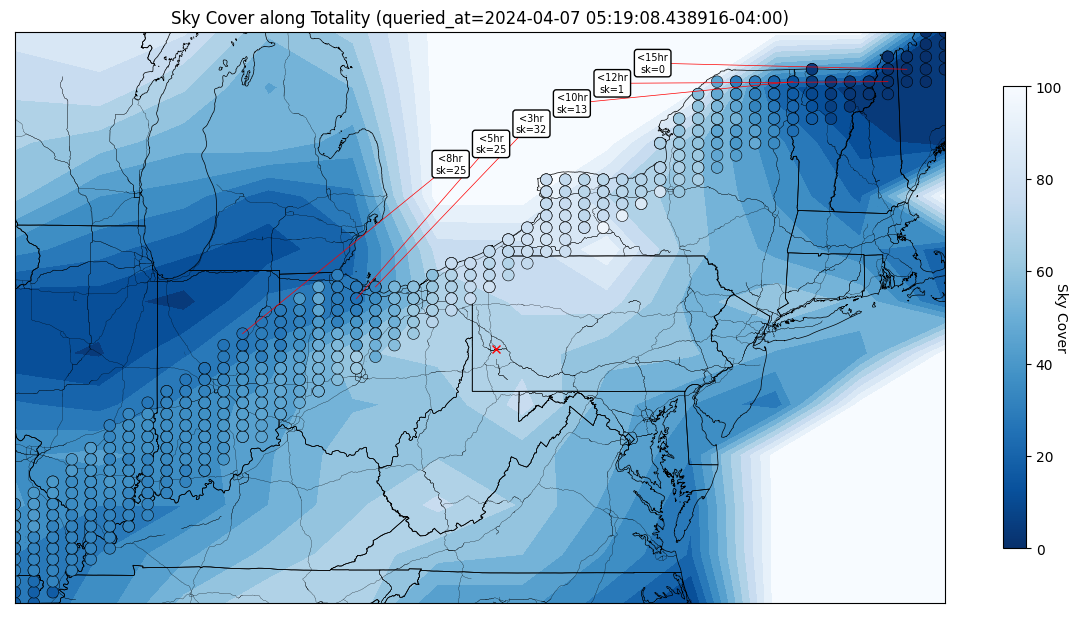 Sky Cover along Totality (queried_at=2024-04-07 05:19:08.438916-04:00)
<15hr
sk=0
<12hr
sk=1
<10hr
sk=13
<3hr
sk=32
<5hr
sk=25
<8hr
sk=25
100
80
60
40
20
0
Sky Cover